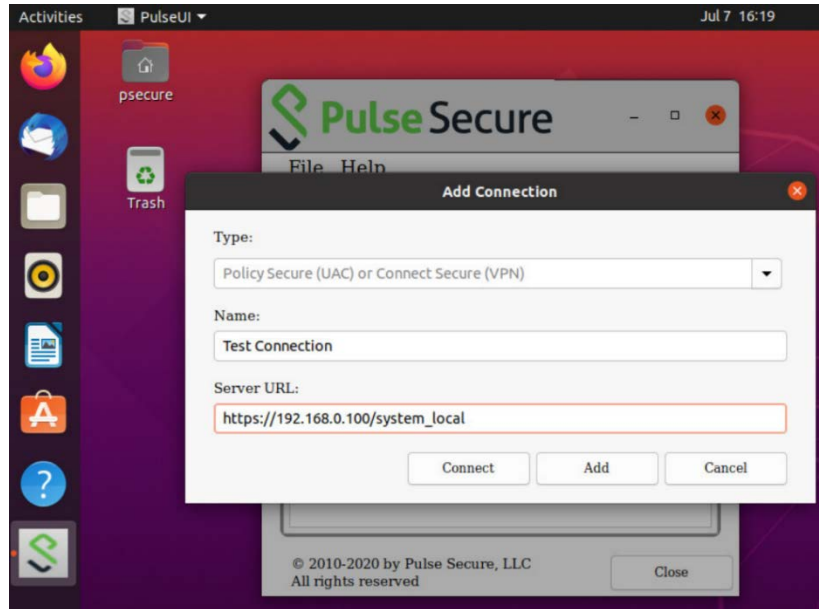 Activities PulseUI Jul 7 16:19
psecure
Trash
Pulse Secure
File Help
Add Connection
Type:
Policy Secure (UAC) or Connect Secure (VPN)
Name:
Test Connection
Server URL:
https://192.168.0.100/system_local
Connect Add Cancel
© 2010-2020 by Pulse Secure, LLC
All rights reserved
Close